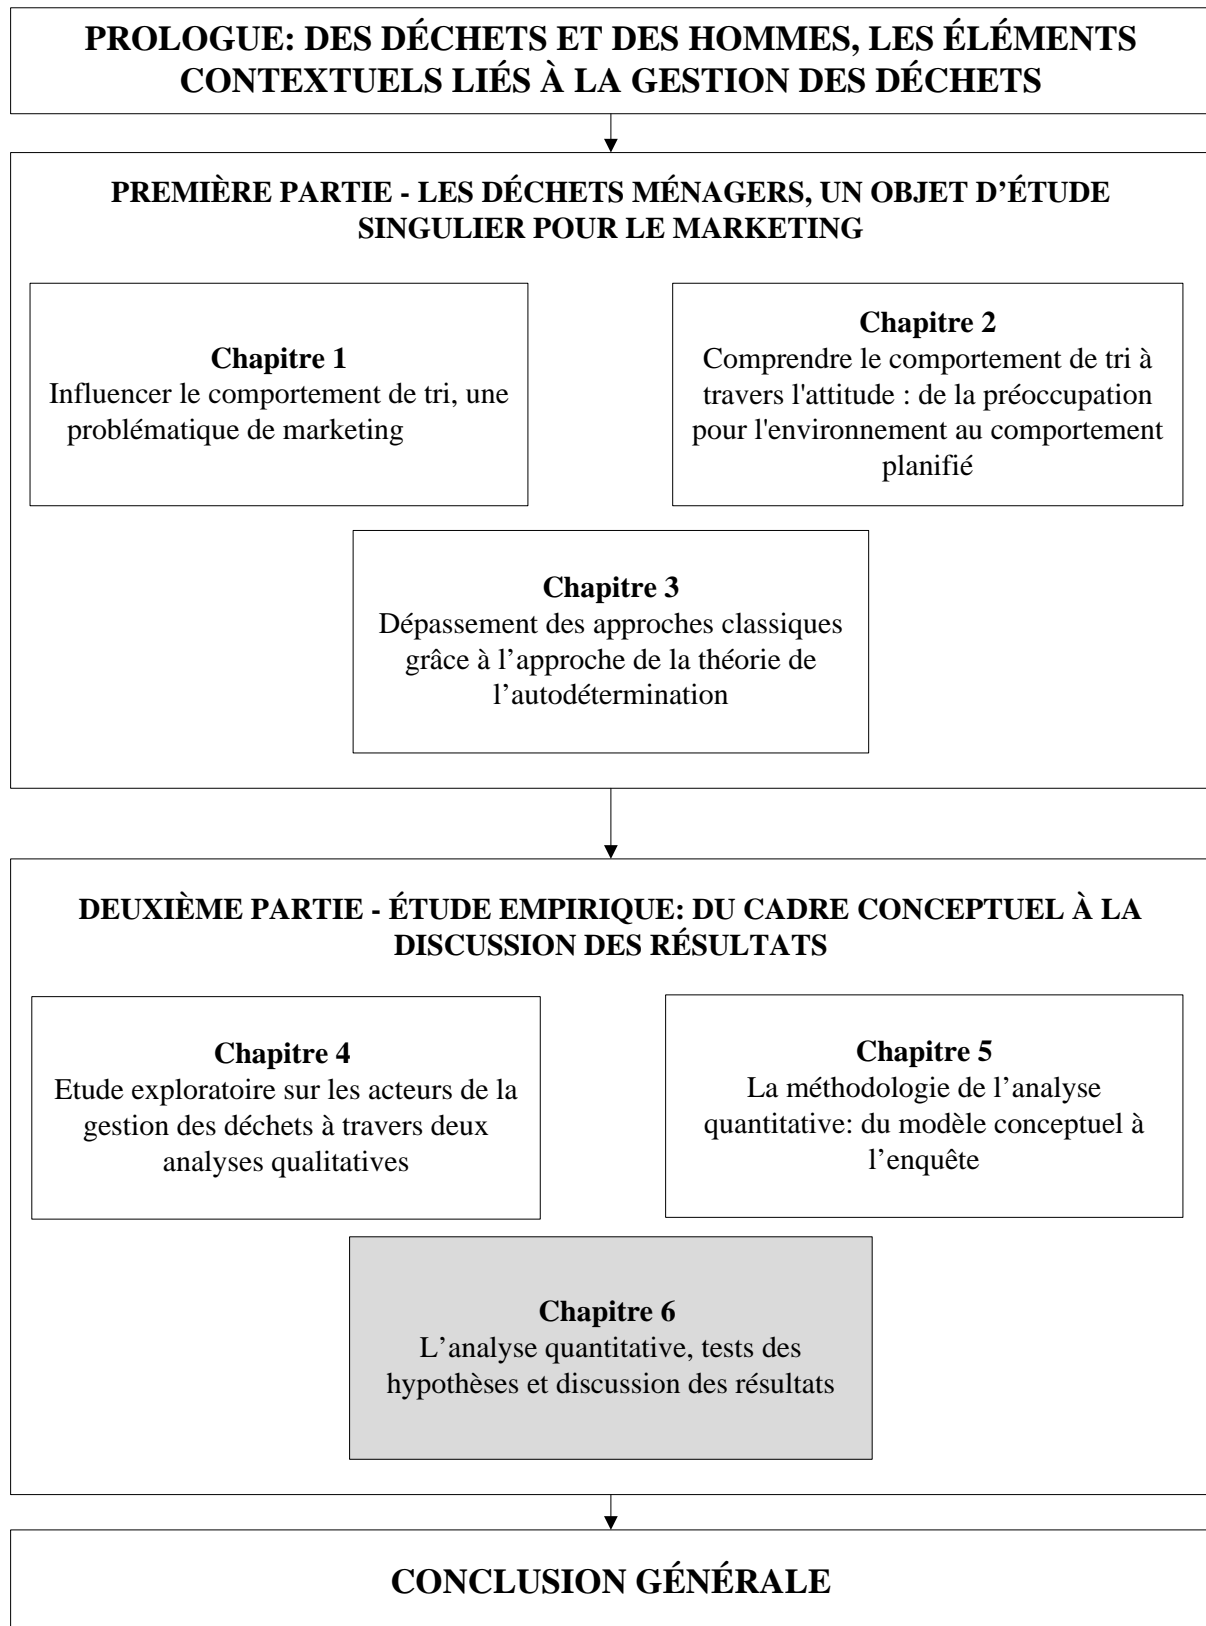 PROLOGUE: DES DÉCHETS ET DES HOMMES, LES ÉLÉMENTS
CONTEXTUELS LIÉS À LA GESTION DES DÉCHETS
PREMIÈRE PARTIE - LES DÉCHETS MÉNAGERS, UN OBJET D’ÉTUDE
SINGULIER POUR LE MARKETING
Chapitre 1
Influencer le comportement de tri, une
problématique de marketing
Chapitre 2
Comprendre le comportement de tri à
travers l'attitude : de la préoccupation
pour l'environnement au comportement
planifié
Chapitre 3
Dépassement des approches classiques
grâce à l’approche de la théorie de
l’autodétermination
DEUXIÈME PARTIE - ÉTUDE EMPIRIQUE: DU CADRE CONCEPTUEL À LA
DISCUSSION DES RÉSULTATS
Chapitre 4
Etude exploratoire sur les acteurs de la
gestion des déchets à travers deux
analyses qualitatives
Chapitre 5
La méthodologie de l’analyse
quantitative: du modèle conceptuel à
l’enquête
Chapitre 6
L’analyse quantitative, tests des
hypothèses et discussion des résultats
CONCLUSION GÉNÉRALE